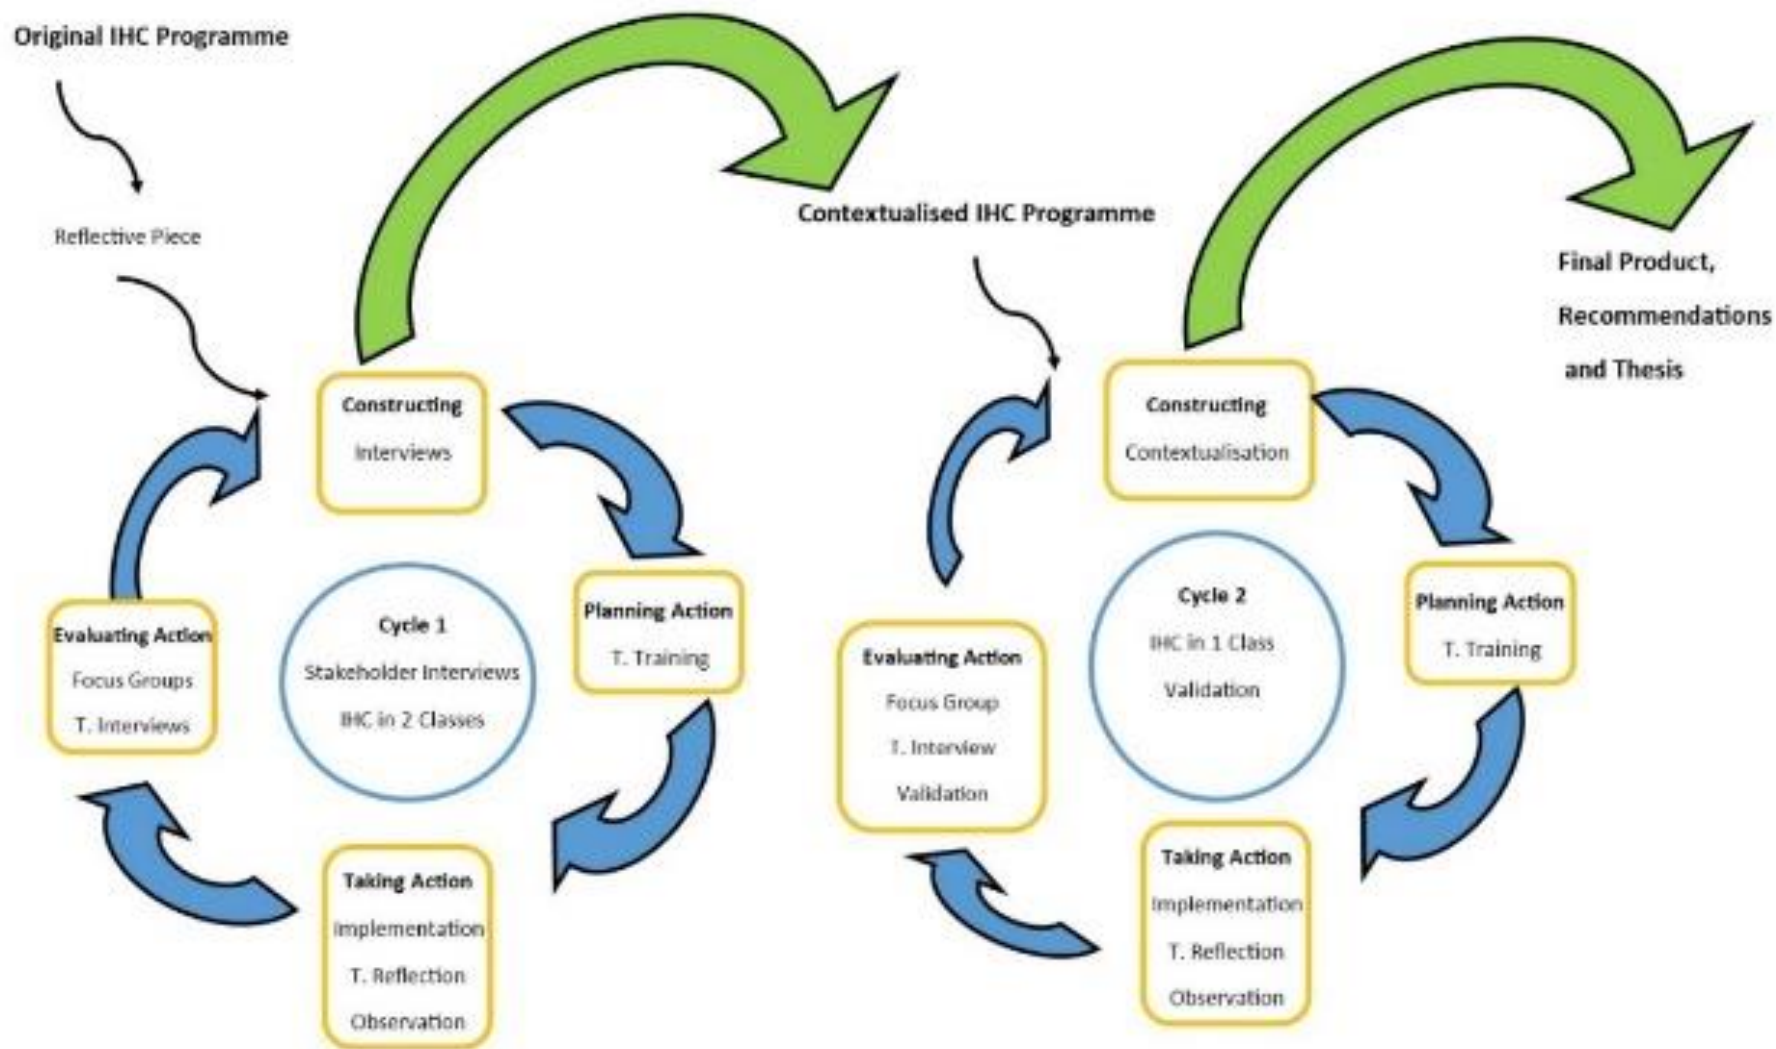 Original IHC Programme
Reflective Piece
Constructing
Interviews
Planning Action
T. Training
Taking Action
Implementation
T. Reflection
Observation
Evaluating Action
Focus Groups
T. Interviews
Cycle 1
Stakeholder Interviews
IHC in 2 Classes
Contextualised IHC Programme
Constructing
Contextualisation
Planning Action
T. Training
Taking Action
Implementation
T. Reflection
Observation
Evaluating Action
Focus Group
T. Interview
Validation
Cycle 2
IHC in 1 Class
Validation
Final Product,
Recommendations
and Thesis